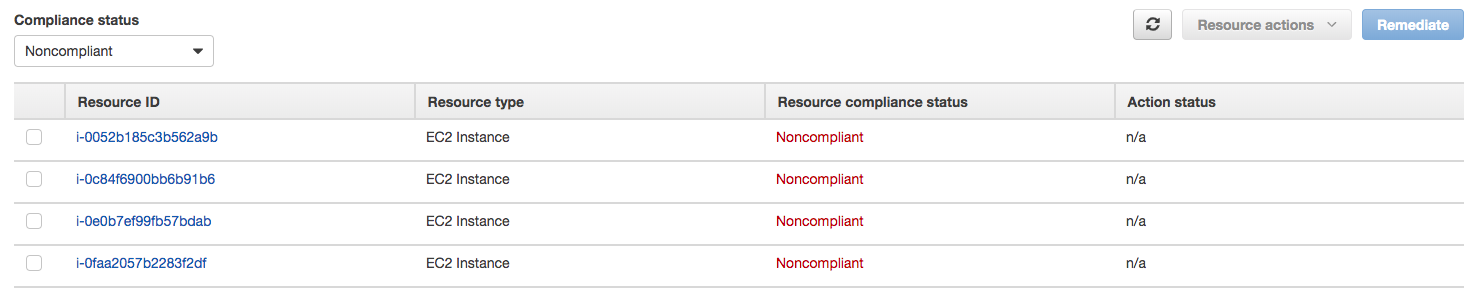 Compliance status
Noncompliant
Resource actions
Remediate
Resource ID Resource type Resource compliance status Action status
i-0052b185c3b562a9b EC2 Instance Noncompliant n/a
i-0c84f6900bb6b91b6 EC2 Instance Noncompliant n/a
i-0e0b7ef99fb57bdab EC2 Instance Noncompliant n/a
i-0faa2057b2283f2df EC2 Instance Noncompliant n/a